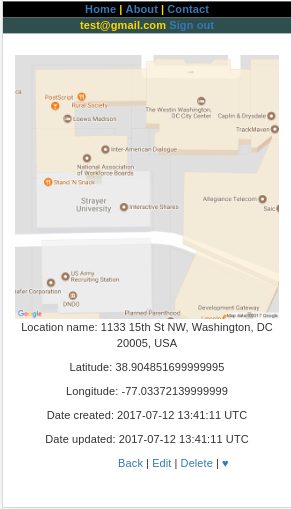 Home | About | Contact
test@gmail.com Sign out
ca
PostScript
Rural Society
Loews Madison
The Westin Washington,
DC City Center
Caplin & Drysdale
TrackMaven
Inter-American Dialogue
National Association
of Workforce Boards
Stand 'N Snack
Strayer
University
Interactive Shares
Allegiance Telecom
Saic
US Army
Recruiting Station
efer Corporation
DNDO
Development Gateway
Planned Parenthood
Google
Map data ©2017 Google
Location name: 1133 15th St NW, Washington, DC
20005, USA
Latitude: 38.904851699999995
Longitude: -77.03372139999999
Date created: 2017-07-12 13:41:11 UTC
Date updated: 2017-07-12 13:41:11 UTC
Back | Edit | Delete | ♥